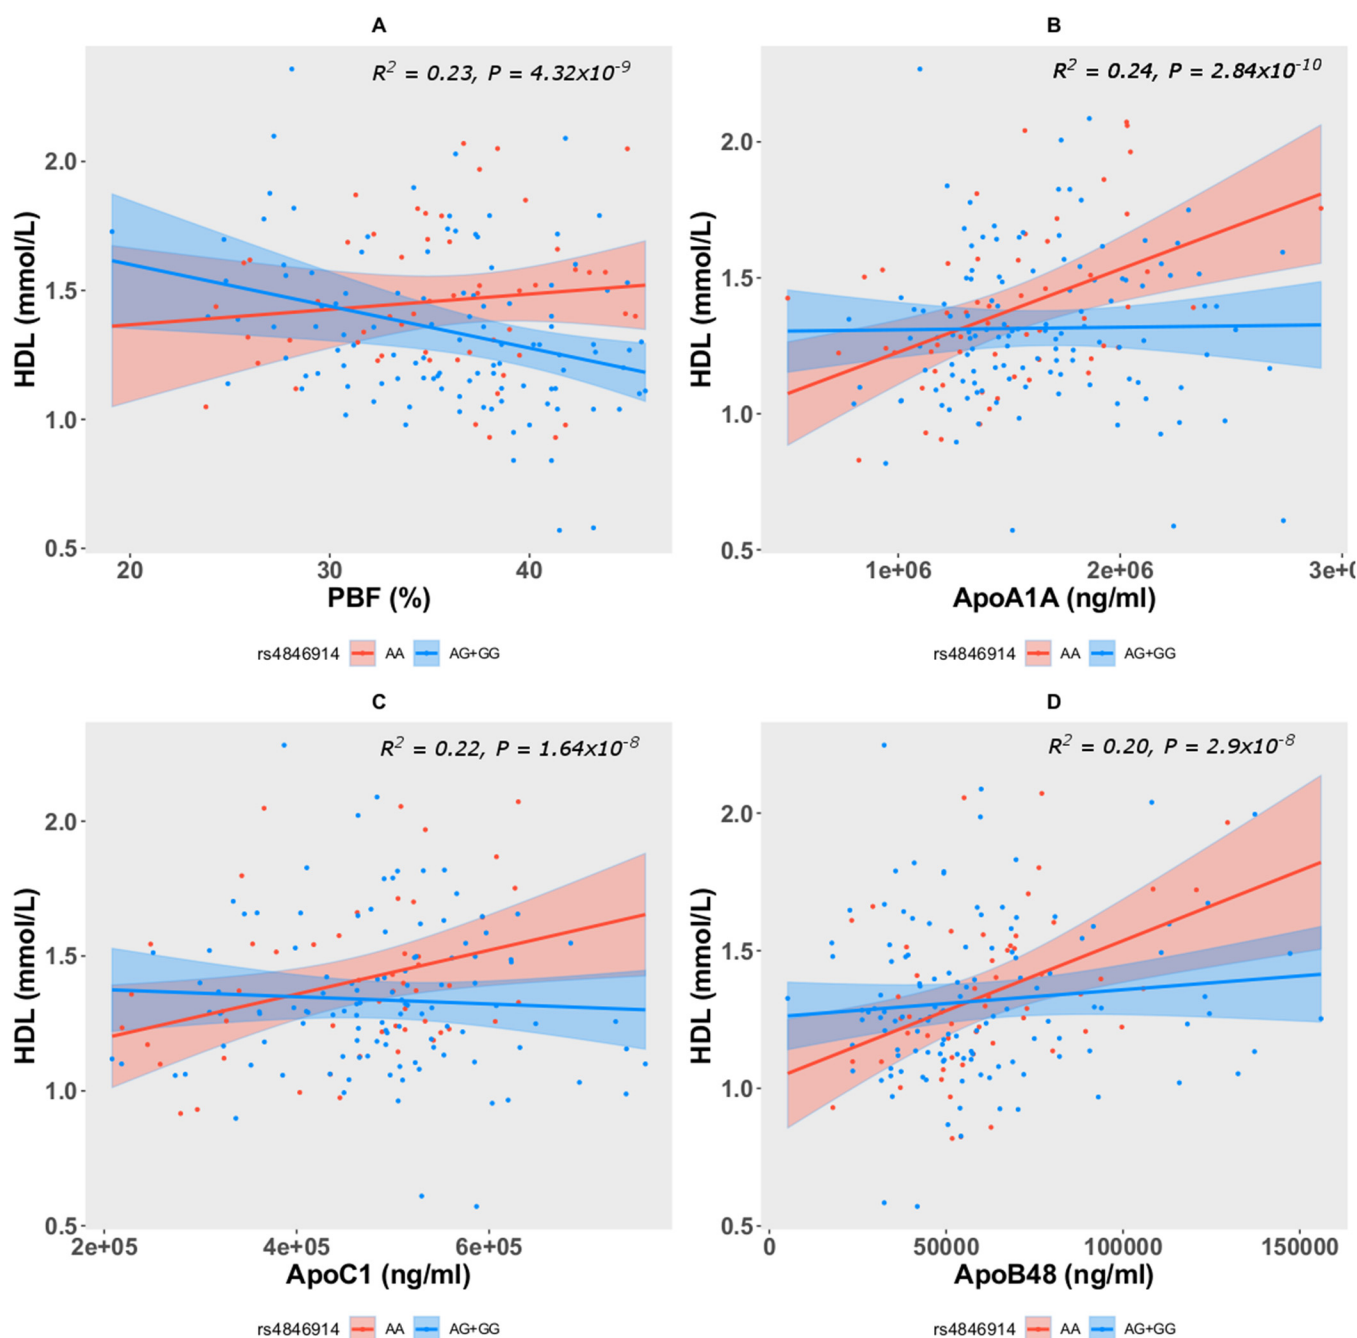 A
R² = 0.23, P = 4.32x10⁻⁹
HDL (mmol/L)
2.0
1.5
1.0
0.5
20 30 40
PBF (%)
rs4846914 AA AG+GG
B
R² = 0.24, P = 2.84x10⁻¹⁰
HDL (mmol/L)
2.0
1.5
1.0
0.5
1e+06 2e+06 3e+0
ApoA1A (ng/ml)
rs4846914 AA AG+GG
C
R² = 0.22, P = 1.64x10⁻⁸
HDL (mmol/L)
2.0
1.5
1.0
0.5
2e+05 4e+05 6e+05
ApoC1 (ng/ml)
rs4846914 AA AG+GG
D
R² = 0.20, P = 2.9x10⁻⁸
HDL (mmol/L)
2.0
1.5
1.0
0.5
0 50000 100000 150000
ApoB48 (ng/ml)
rs4846914 AA AG+GG